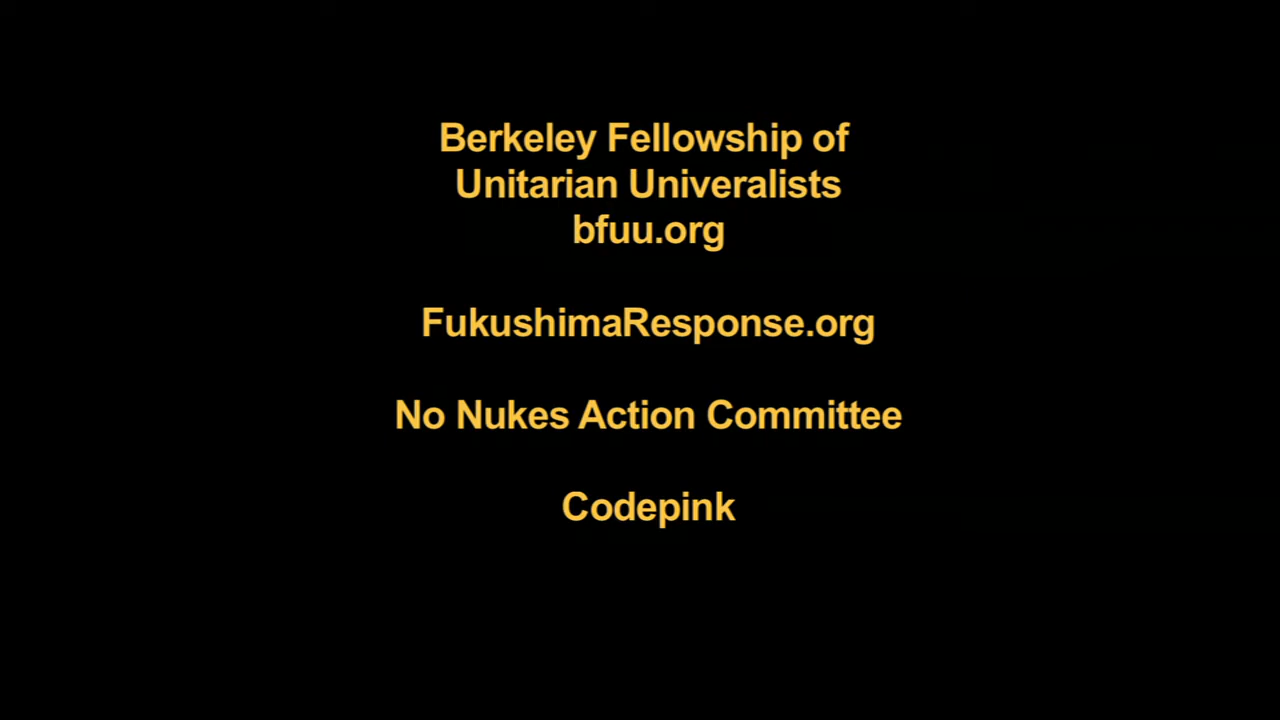 Berkeley Fellowship of
Unitarian Univeralists
bfuu.org
FukushimaResponse.org
No Nukes Action Committee
Codepink